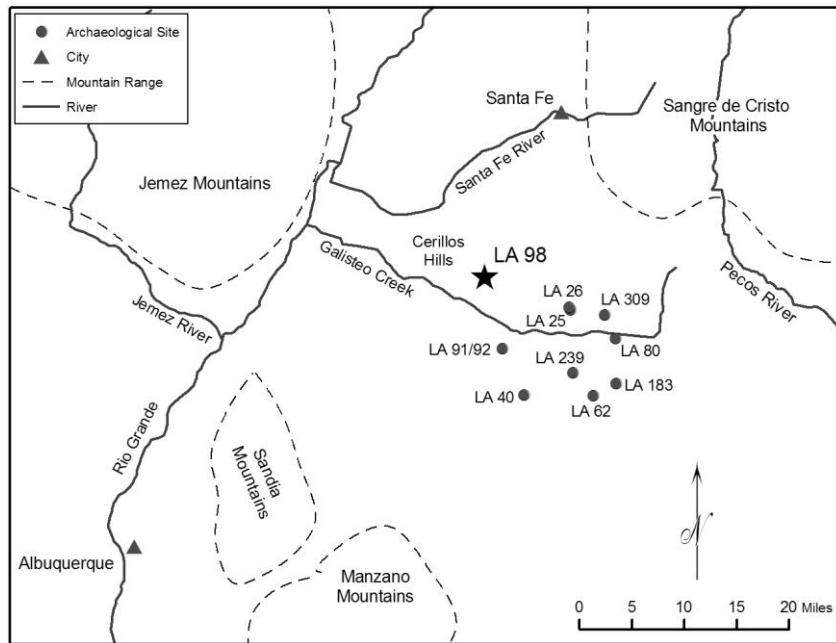 Archaeological Site
City
Mountain Range
River
Santa Fe
Sangre de Cristo
Mountains
Jemez Mountains
Santa Fe River
Cerillos
Hills
LA 98
Galisteo Creek
Pecos River
LA 26
LA 309
LA 25
Jemez River
LA 80
LA 91/92
LA 239
LA 183
LA 40
LA 62
Rio Grande
Sandia
Mountains
N
Albuquerque
Manzano
Mountains
0 5 10 15 20 Miles